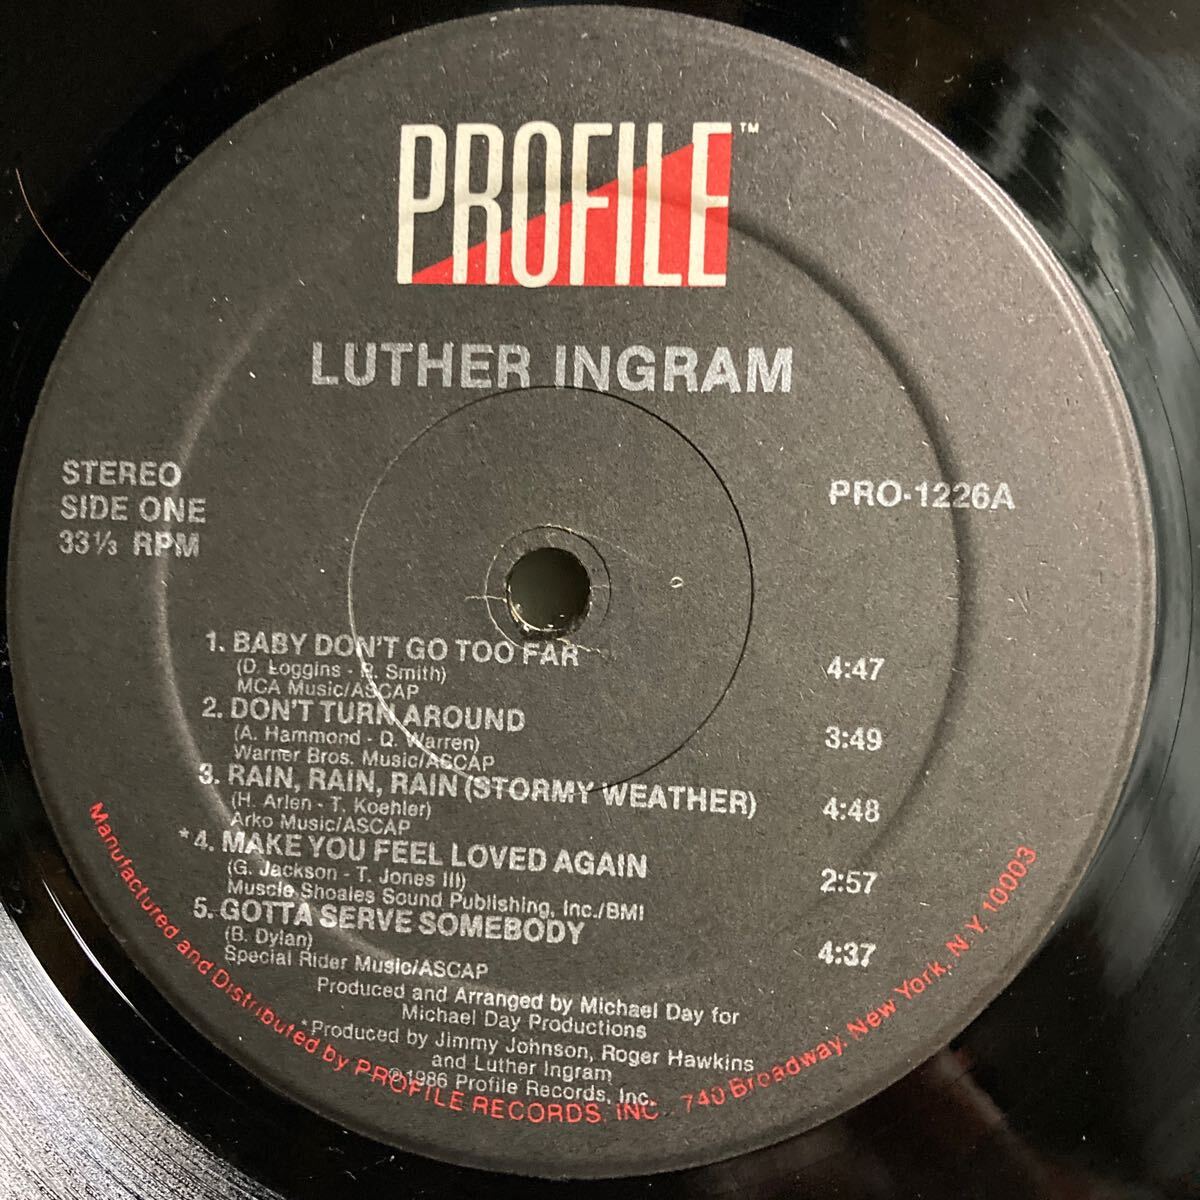 PROFILE™
LUTHER INGRAM
STEREO
SIDE ONE
33⅓ RPM
PRO-1226A
1. BABY DON'T GO TOO FAR 4:47
(D. Loggins - R. Smith)
MCA Music/ASCAP
2. DON'T TURN AROUND 3:49
(A. Hammond - D. Warren)
Warner Bros. Music/ASCAP
3. RAIN, RAIN, RAIN (STORMY WEATHER) 4:48
(H. Arlen - T. Koehler)
Arko Music/ASCAP
*4. MAKE YOU FEEL LOVED AGAIN 2:57
(G. Jackson - T. Jones III)
Muscle Shoales Sound Publishing, Inc./BMI
5. GOTTA SERVE SOMEBODY 4:37
(B. Dylan)
Special Rider Music/ASCAP
Produced and Arranged by Michael Day for
Michael Day Productions
*Produced by Jimmy Johnson, Roger Hawkins
and Luther Ingram
©1986 Profile Records, Inc.
Manufactured and Distributed by PROFILE RECORDS, INC. 740 Broadway, New York, N.Y. 10003